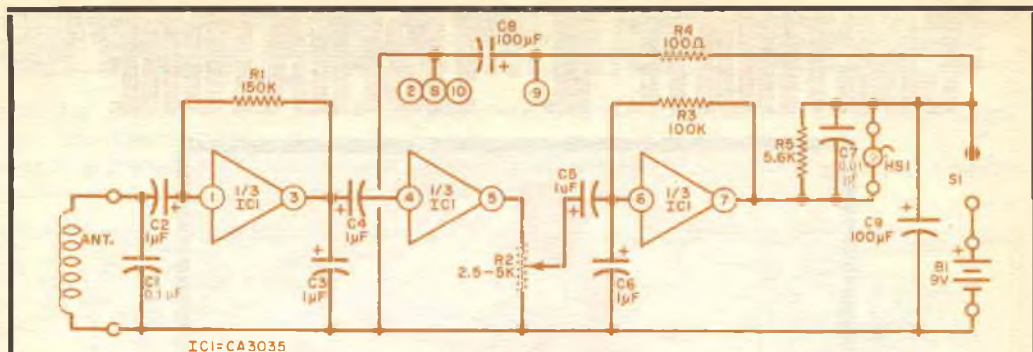 C8
100µF
+
R4
100Ω
R1
150K
2 8 10
9
R3
100K
R5
5.6K
C7
0.01
µF
HS1
S1
1/3
IC1
1
3
C4
1µF
+
4
1/3
IC1
5
C5
1µF
+
6
1/3
IC1
7
C9
100µF
+
B1
9V
+
ANT.
C2
1µF
+
C1
0.1µF
C3
1µF
+
R2
2.5-5K
C6
1µF
+
IC1=CA3035